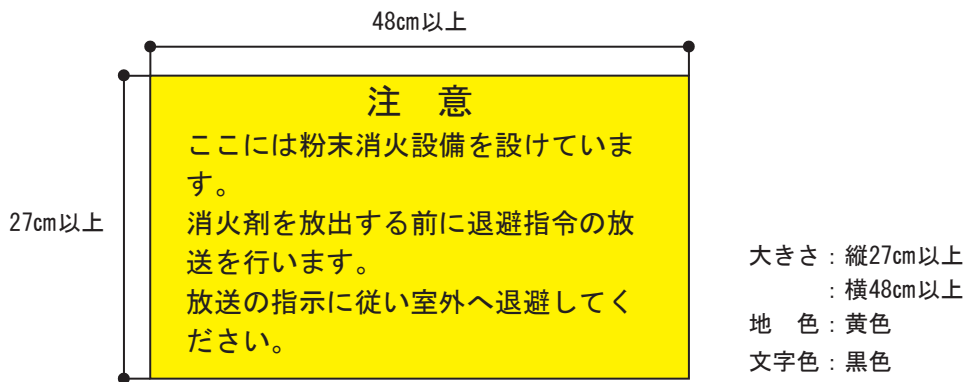 48cm以上
注　意
ここには粉末消火設備を設けていま
す。
消火剤を放出する前に退避指令の放
送を行います。
放送の指示に従い室外へ退避してく
ださい。
27cm以上
大きさ：縦27cm以上
：横48cm以上
地　色：黄色
文字色：黒色